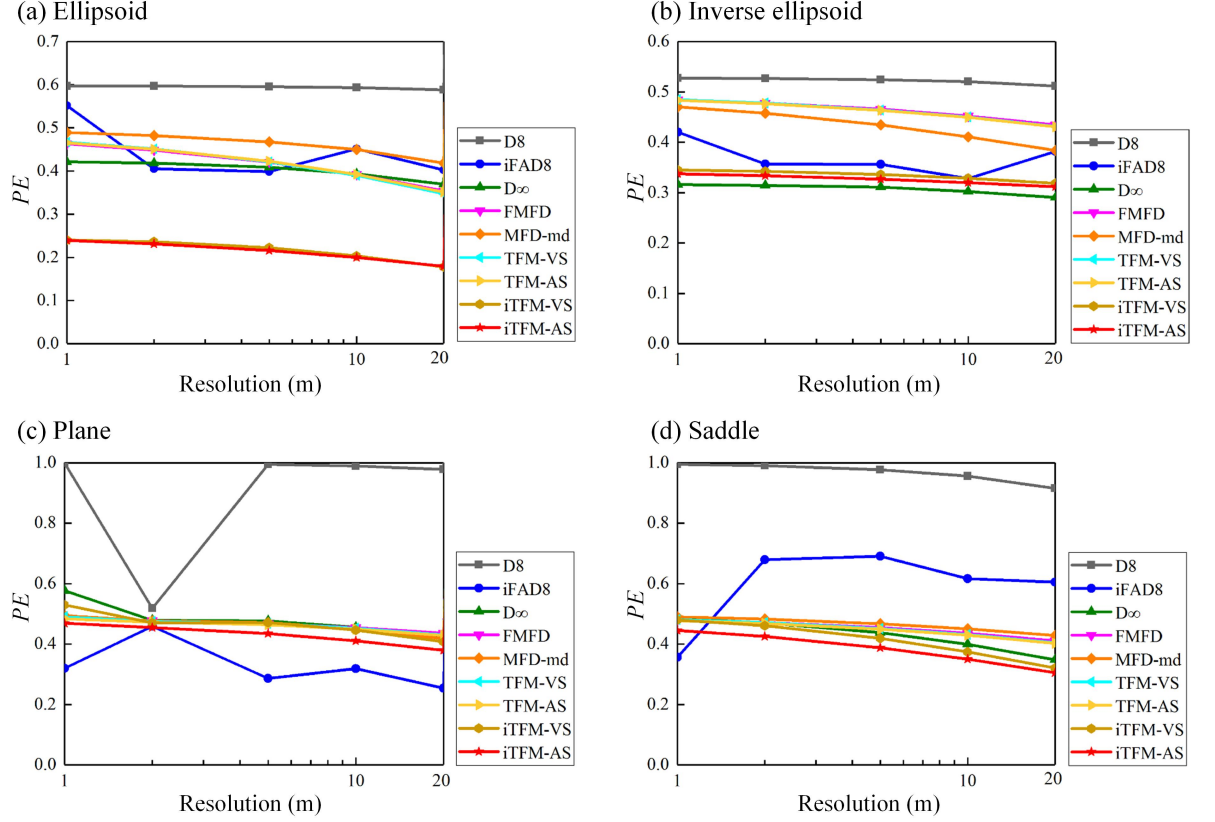 (a) Ellipsoid
0.7
0.6
0.5
0.4
0.3
0.2
0.1
0.0
PE
1
10
20
Resolution (m)
D8
iFAD8
D∞
FMFD
MFD-md
TFM-VS
TFM-AS
iTFM-VS
iTFM-AS
(b) Inverse ellipsoid
0.6
0.5
0.4
0.3
0.2
0.1
0.0
PE
1
10
20
Resolution (m)
D8
iFAD8
D∞
FMFD
MFD-md
TFM-VS
TFM-AS
iTFM-VS
iTFM-AS
(c) Plane
1.0
0.8
0.6
0.4
0.2
0.0
PE
1
10
20
Resolution (m)
D8
iFAD8
D∞
FMFD
MFD-md
TFM-VS
TFM-AS
iTFM-VS
iTFM-AS
(d) Saddle
1.0
0.8
0.6
0.4
0.2
0.0
PE
1
10
20
Resolution (m)
D8
iFAD8
D∞
FMFD
MFD-md
TFM-VS
TFM-AS
iTFM-VS
iTFM-AS